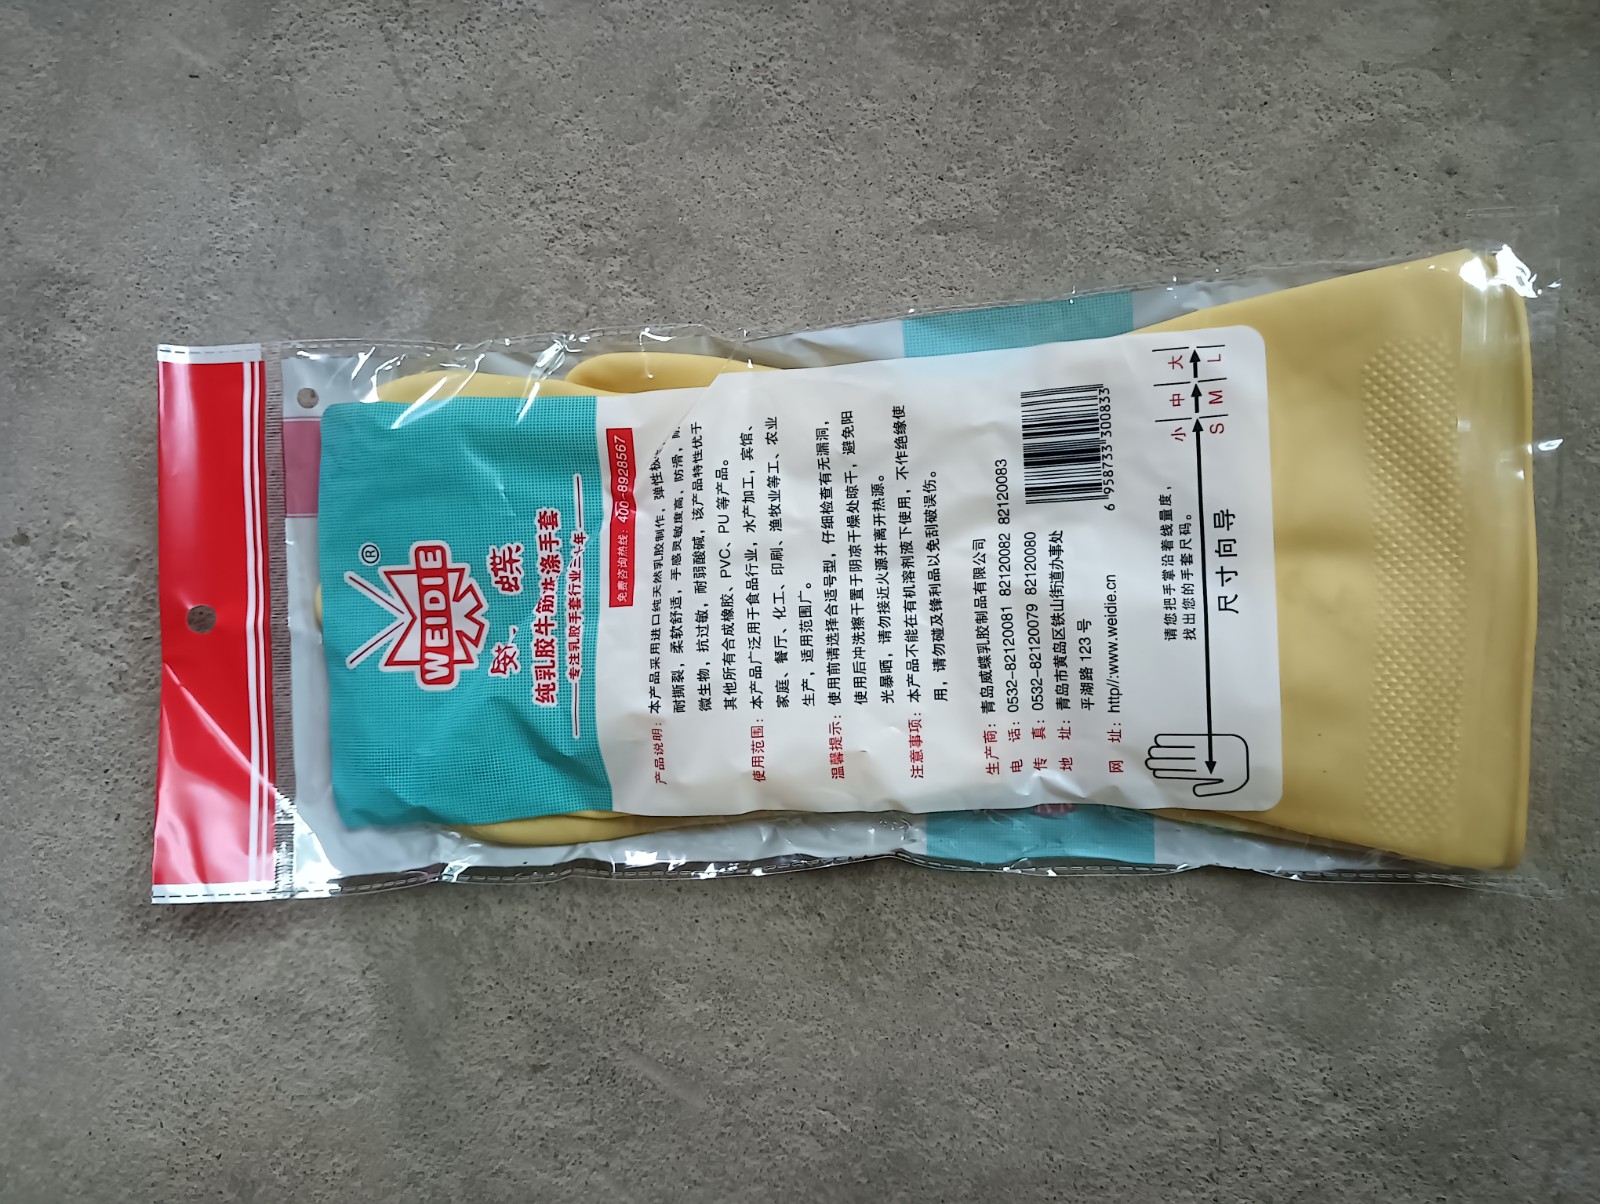 ®
WEIDIE
蝶
纯乳胶牛筋洗涤手套
专注乳胶手套行业三十年
免费咨询热线：400-8928567
产品说明：本产品采用进口纯天然乳胶制作，弹性极
耐撕裂，柔软舒适，手感灵敏度高、防滑，
微生物，抗过敏，耐弱酸碱，该产品特性优于
其他所有合成橡胶、PVC、PU 等产品。
使用范围：本产品广泛用于食品行业，水产加工，宾馆、
家庭、餐厅、化工、印刷、渔牧业等工、农业
生产，适用范围广。
温馨提示：使用前请选择合适号型，仔细检查有无漏洞，
使用后冲洗擦干置于阴凉干燥处晾干，避免阳
光暴晒，请勿接近火源并离开热源。
注意事项：本产品不能在有机溶剂液下使用，不作绝缘使
用，请勿碰及锋利品以免刮破误伤。
生产商：青岛威蝶乳胶制品有限公司
电 话：0532-82120081 82120082 82120083
传 真：0532-82120079 82120080
地 址：青岛市黄岛区铁山街道办事处
平湖路 123 号
网 址：http//:www.weidie.cn
6 958733 300833
请您把手掌沿着线量度，
找出您的手套尺码。
小 中 大
S M L
尺寸向导